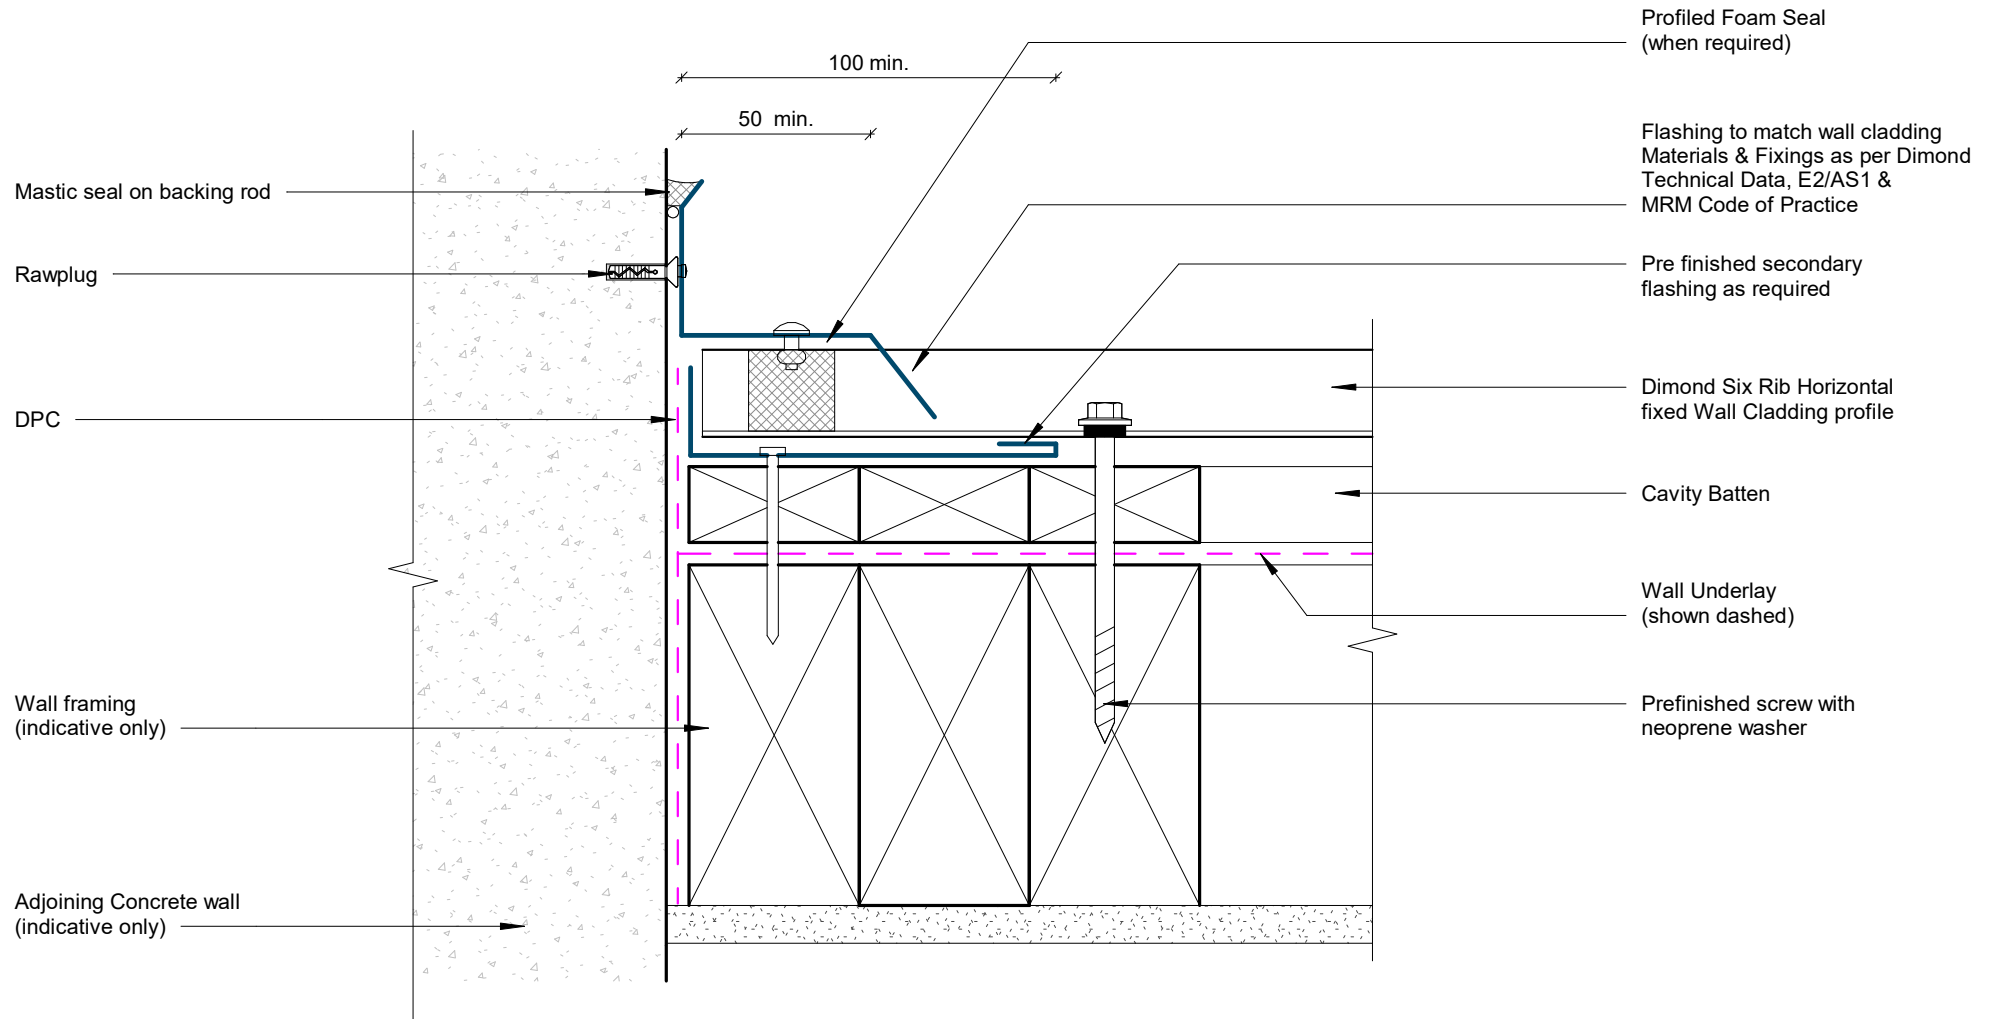 100 min.
50 min.
Mastic seal on backing rod
Rawplug
DPC
Wall framing
(indicative only)
Adjoining Concrete wall
(indicative only)
Profiled Foam Seal
(when required)
Flashing to match wall cladding
Materials & Fixings as per Dimond
Technical Data, E2/AS1 &
MRM Code of Practice
Pre finished secondary
flashing as required
Dimond Six Rib Horizontal
fixed Wall Cladding profile
Cavity Batten
Wall Underlay
(shown dashed)
Prefinished screw with
neoprene washer